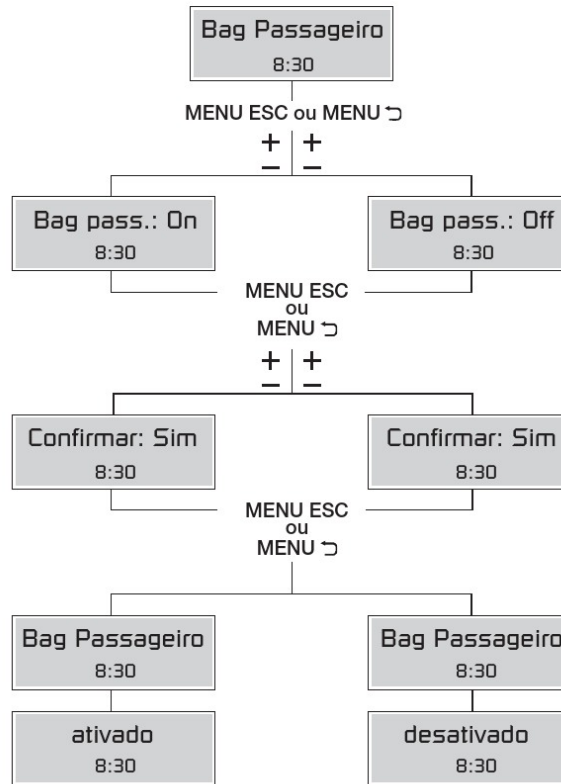 Bag Passageiro
8:30
MENU ESC ou MENU ⮌
+ +
− −
Bag pass.: On
8:30
Bag pass.: Off
8:30
MENU ESC
ou
MENU ⮌
+ +
− −
Confirmar: Sim
8:30
Confirmar: Sim
8:30
MENU ESC
ou
MENU ⮌
Bag Passageiro
8:30
Bag Passageiro
8:30
ativado
8:30
desativado
8:30